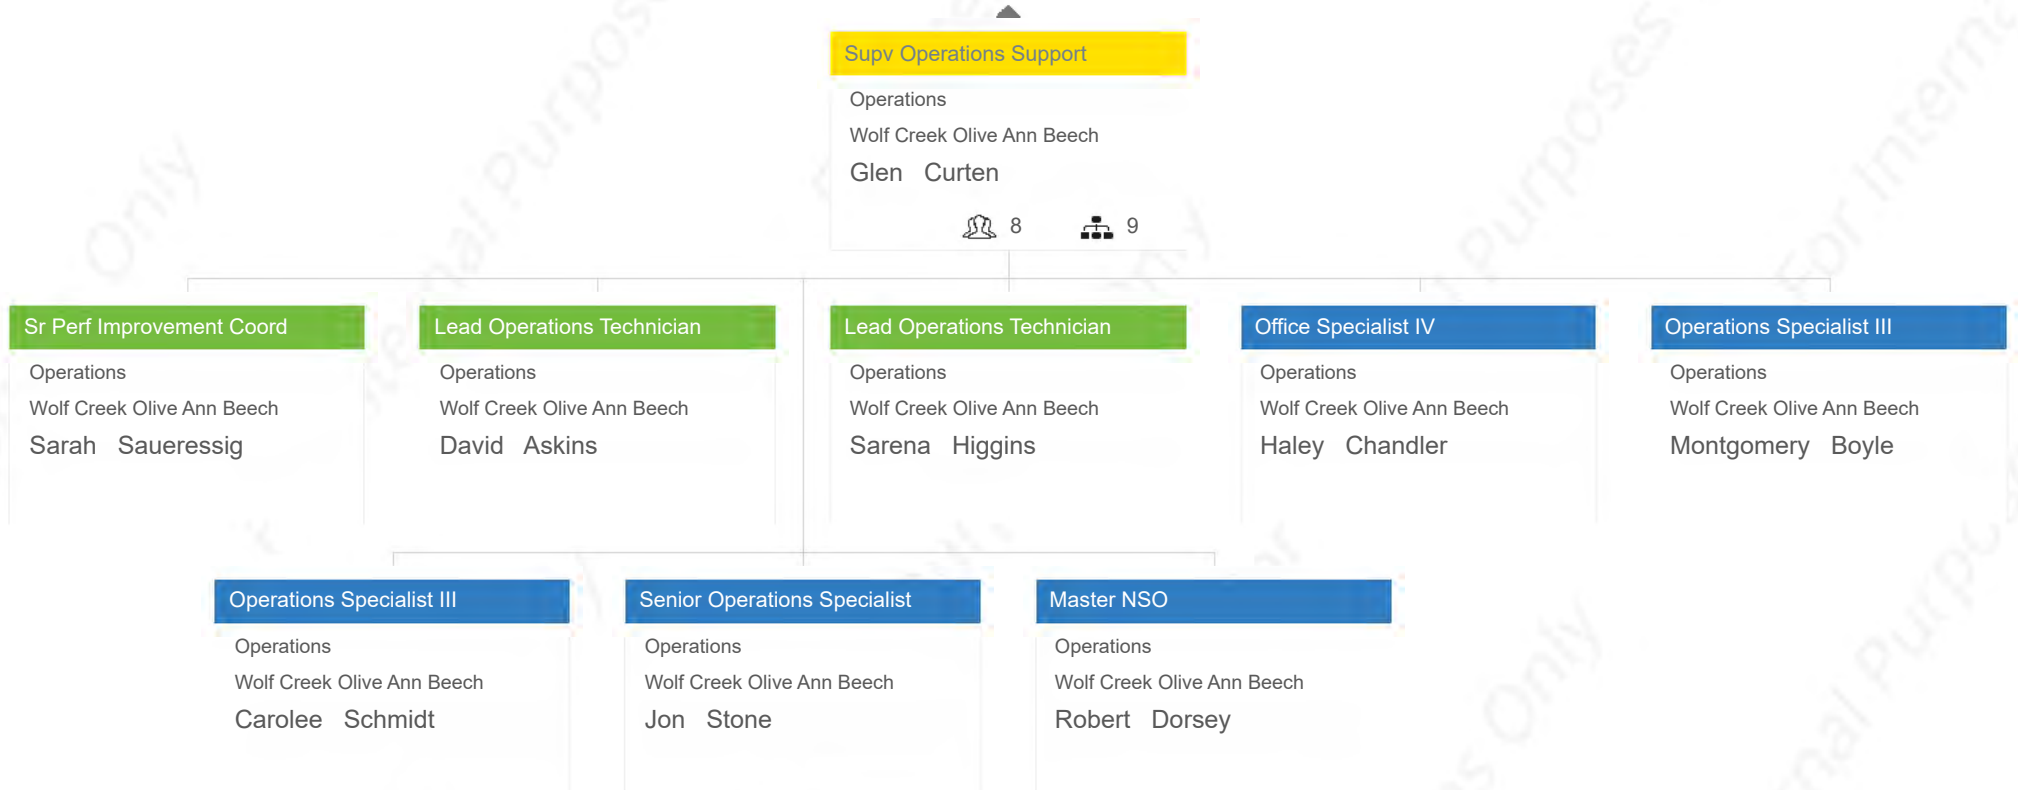 Supv Operations Support
Operations
Wolf Creek Olive Ann Beech
Glen Curten
8 9
Sr Perf Improvement Coord
Operations
Wolf Creek Olive Ann Beech
Sarah Saueressig
Lead Operations Technician
Operations
Wolf Creek Olive Ann Beech
David Askins
Lead Operations Technician
Operations
Wolf Creek Olive Ann Beech
Sarena Higgins
Office Specialist IV
Operations
Wolf Creek Olive Ann Beech
Haley Chandler
Operations Specialist III
Operations
Wolf Creek Olive Ann Beech
Montgomery Boyle
Operations Specialist III
Operations
Wolf Creek Olive Ann Beech
Carolee Schmidt
Senior Operations Specialist
Operations
Wolf Creek Olive Ann Beech
Jon Stone
Master NSO
Operations
Wolf Creek Olive Ann Beech
Robert Dorsey